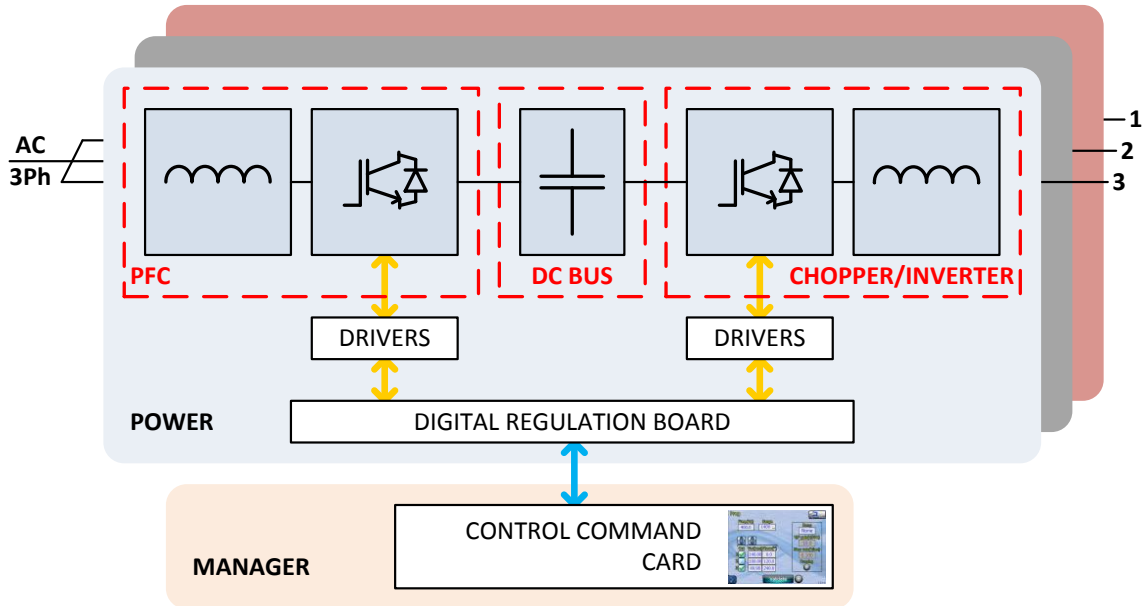 AC
3Ph
1
2
3
PFC
DC BUS
CHOPPER/INVERTER
DRIVERS
DRIVERS
POWER
DIGITAL REGULATION BOARD
CONTROL COMMAND
CARD
MANAGER